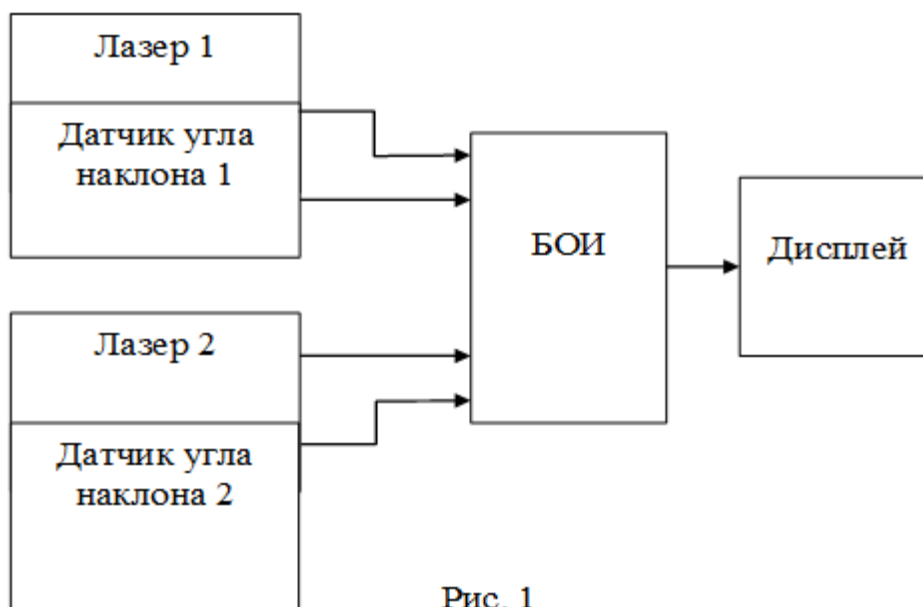 Лазер 1
Датчик угла
наклона 1
БОИ
Дисплей
Лазер 2
Датчик угла
наклона 2
Рис. 1